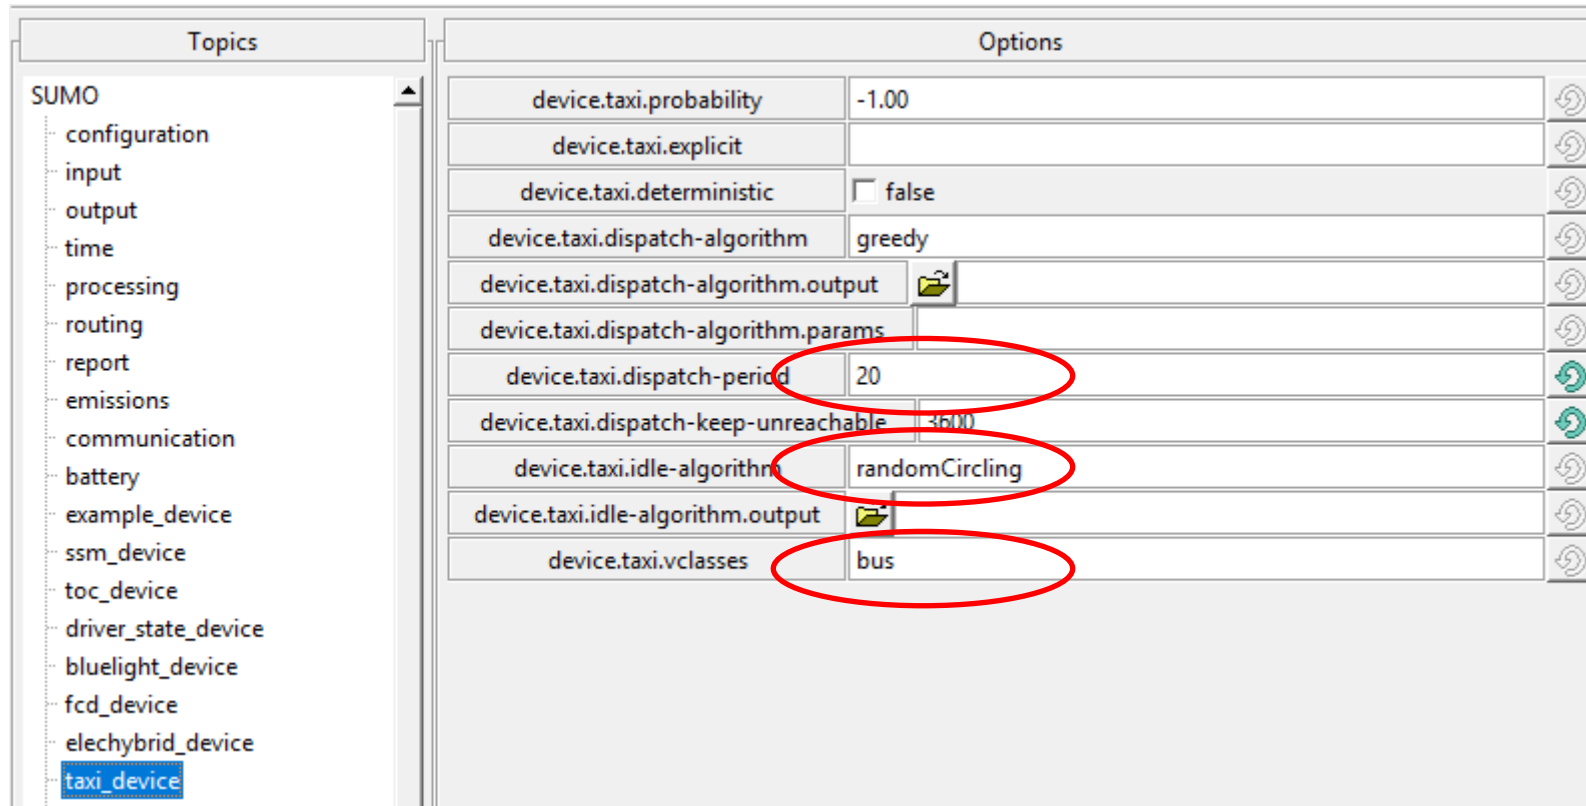 Topics
SUMO
configuration
input
output
time
processing
routing
report
emissions
communication
battery
example_device
ssm_device
toc_device
driver_state_device
bluelight_device
fcd_device
elechybrid_device
taxi_device
Options
device.taxi.probability -1.00
device.taxi.explicit
device.taxi.deterministic false
device.taxi.dispatch-algorithm greedy
device.taxi.dispatch-algorithm.output
device.taxi.dispatch-algorithm.params
device.taxi.dispatch-period 20
device.taxi.dispatch-keep-unreachable 3600
device.taxi.idle-algorithm randomCircling
device.taxi.idle-algorithm.output
device.taxi.vclasses bus